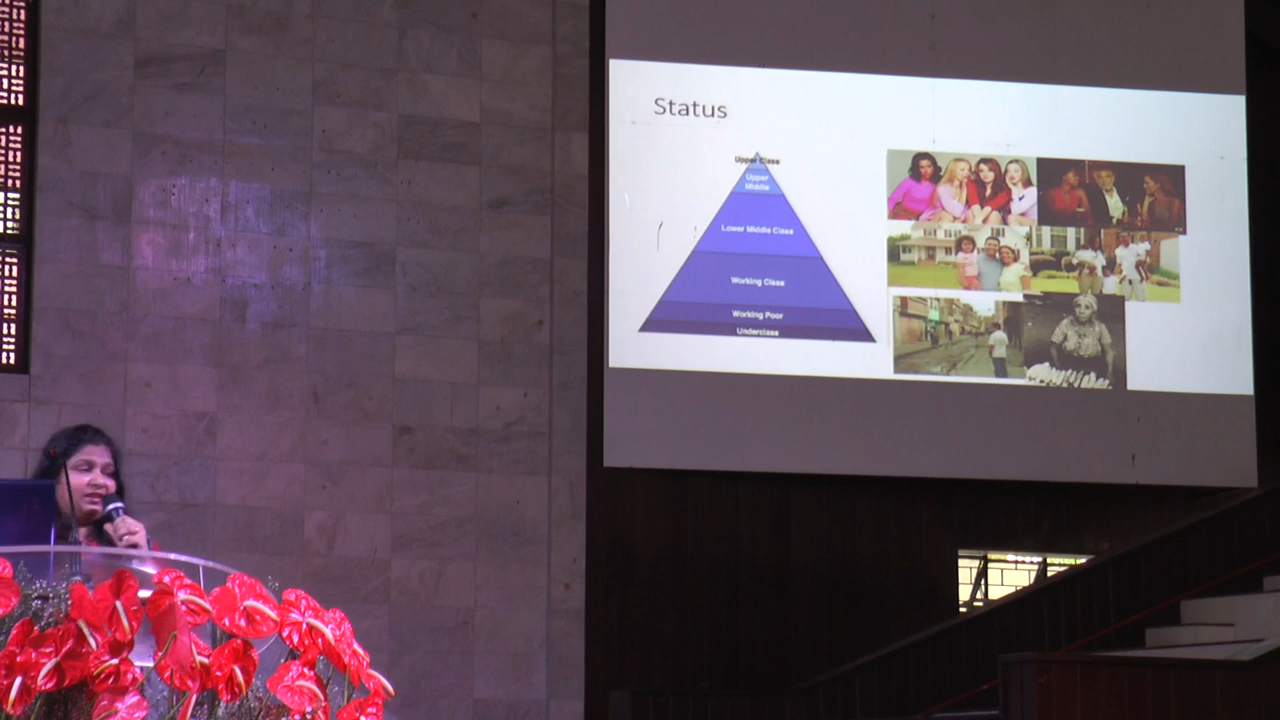 Status
Upper Class
Upper
Middle
Lower Middle Class
Working Class
Working Poor
Underclass